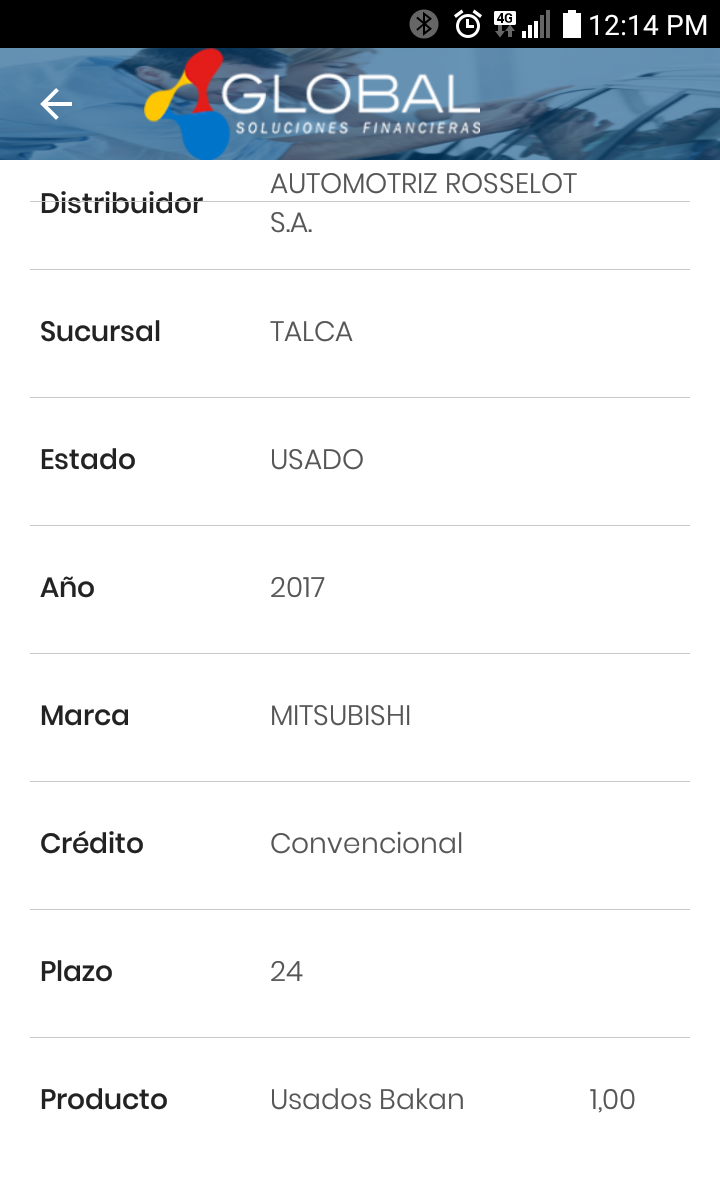 4G
12:14 PM
GLOBAL
SOLUCIONES FINANCIERAS
Distribuidor AUTOMOTRIZ ROSSELOT
S.A.
Sucursal TALCA
Estado USADO
Año 2017
Marca MITSUBISHI
Crédito Convencional
Plazo 24
Producto Usados Bakan 1,00